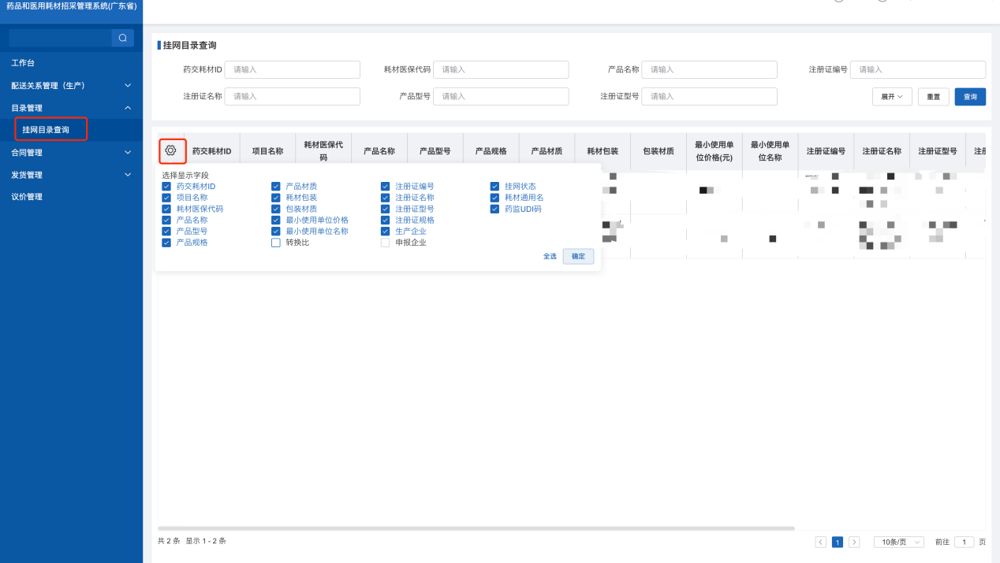 药品和医用耗材招采管理系统(广东省)
工作台
配送关系管理（生产）
目录管理
挂网目录查询
合同管理
发货管理
议价管理
挂网目录查询
药交耗材ID 请输入 耗材医保代码 请输入 产品名称 请输入 注册证编号 请输入
注册证名称 请输入 产品型号 请输入 注册证型号 请输入 展开 重置 查询
药交耗材ID 项目名称 耗材医保代码 产品名称 产品型号 产品规格 产品材质 耗材包装 包装材质 最小使用单位价格(元) 最小使用单位名称 注册证编号 注册证名称 注册证型号 注册
选择显示字段
药交耗材ID 产品材质 注册证编号 挂网状态
项目名称 耗材包装 注册证名称 耗材通用名
耗材医保代码 包装材质 注册证型号 药监UDI码
产品名称 最小使用单位价格 注册证规格
产品型号 最小使用单位名称 生产企业
产品规格 转换比 申报企业
全选 确定
共 2 条 显示 1 - 2 条 1 10条/页 前往 1 页